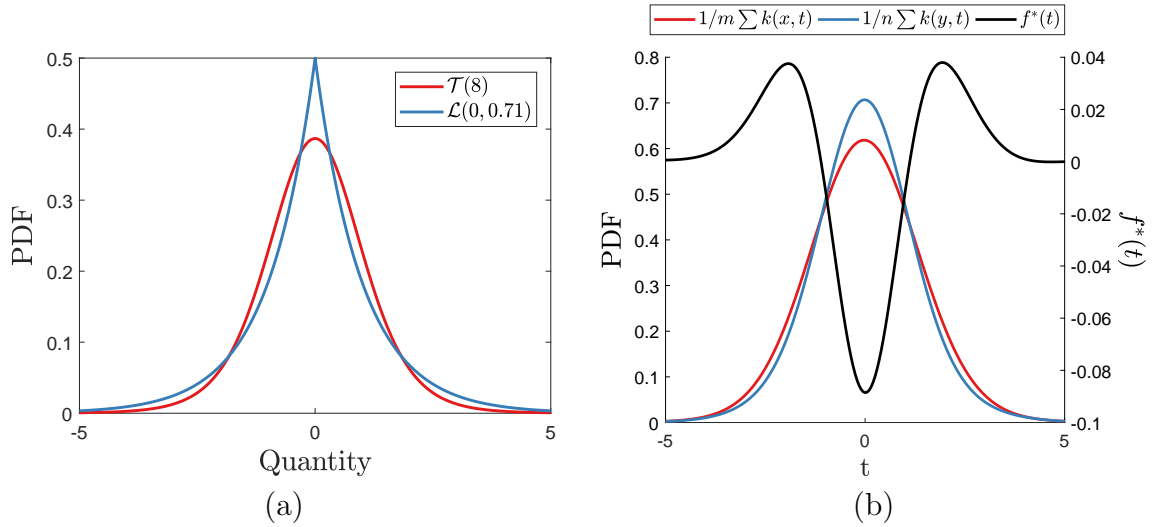 0.5
0.4
0.3
0.2
0.1
0
-5
0
5
PDF
Quantity
T(8)
L(0, 0.71)
(a)
1/m ∑ k(x, t)
1/n ∑ k(y, t)
f*(t)
0.8
0.7
0.6
0.5
0.4
0.3
0.2
0.1
0
PDF
-5
0
5
t
0.04
0.02
0
-0.02
-0.04
-0.06
-0.08
-0.1
f*(t)
(b)